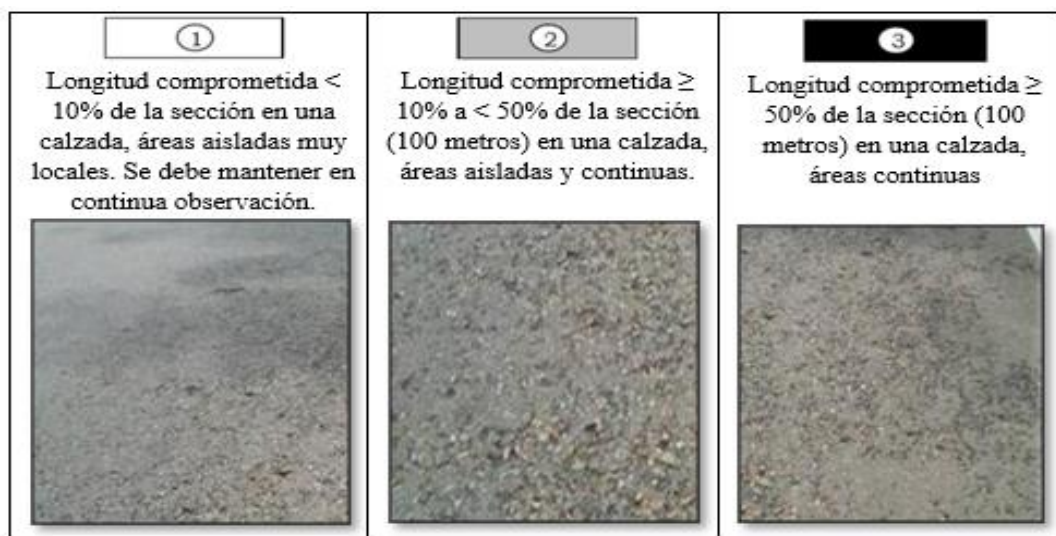 ①
Longitud comprometida <
10% de la sección en una
calzada, áreas aisladas muy
locales. Se debe mantener en
continua observación.
②
Longitud comprometida ≥
10% a < 50% de la sección
(100 metros) en una calzada,
áreas aisladas y continuas.
③
Longitud comprometida ≥
50% de la sección (100
metros) en una calzada,
áreas continuas